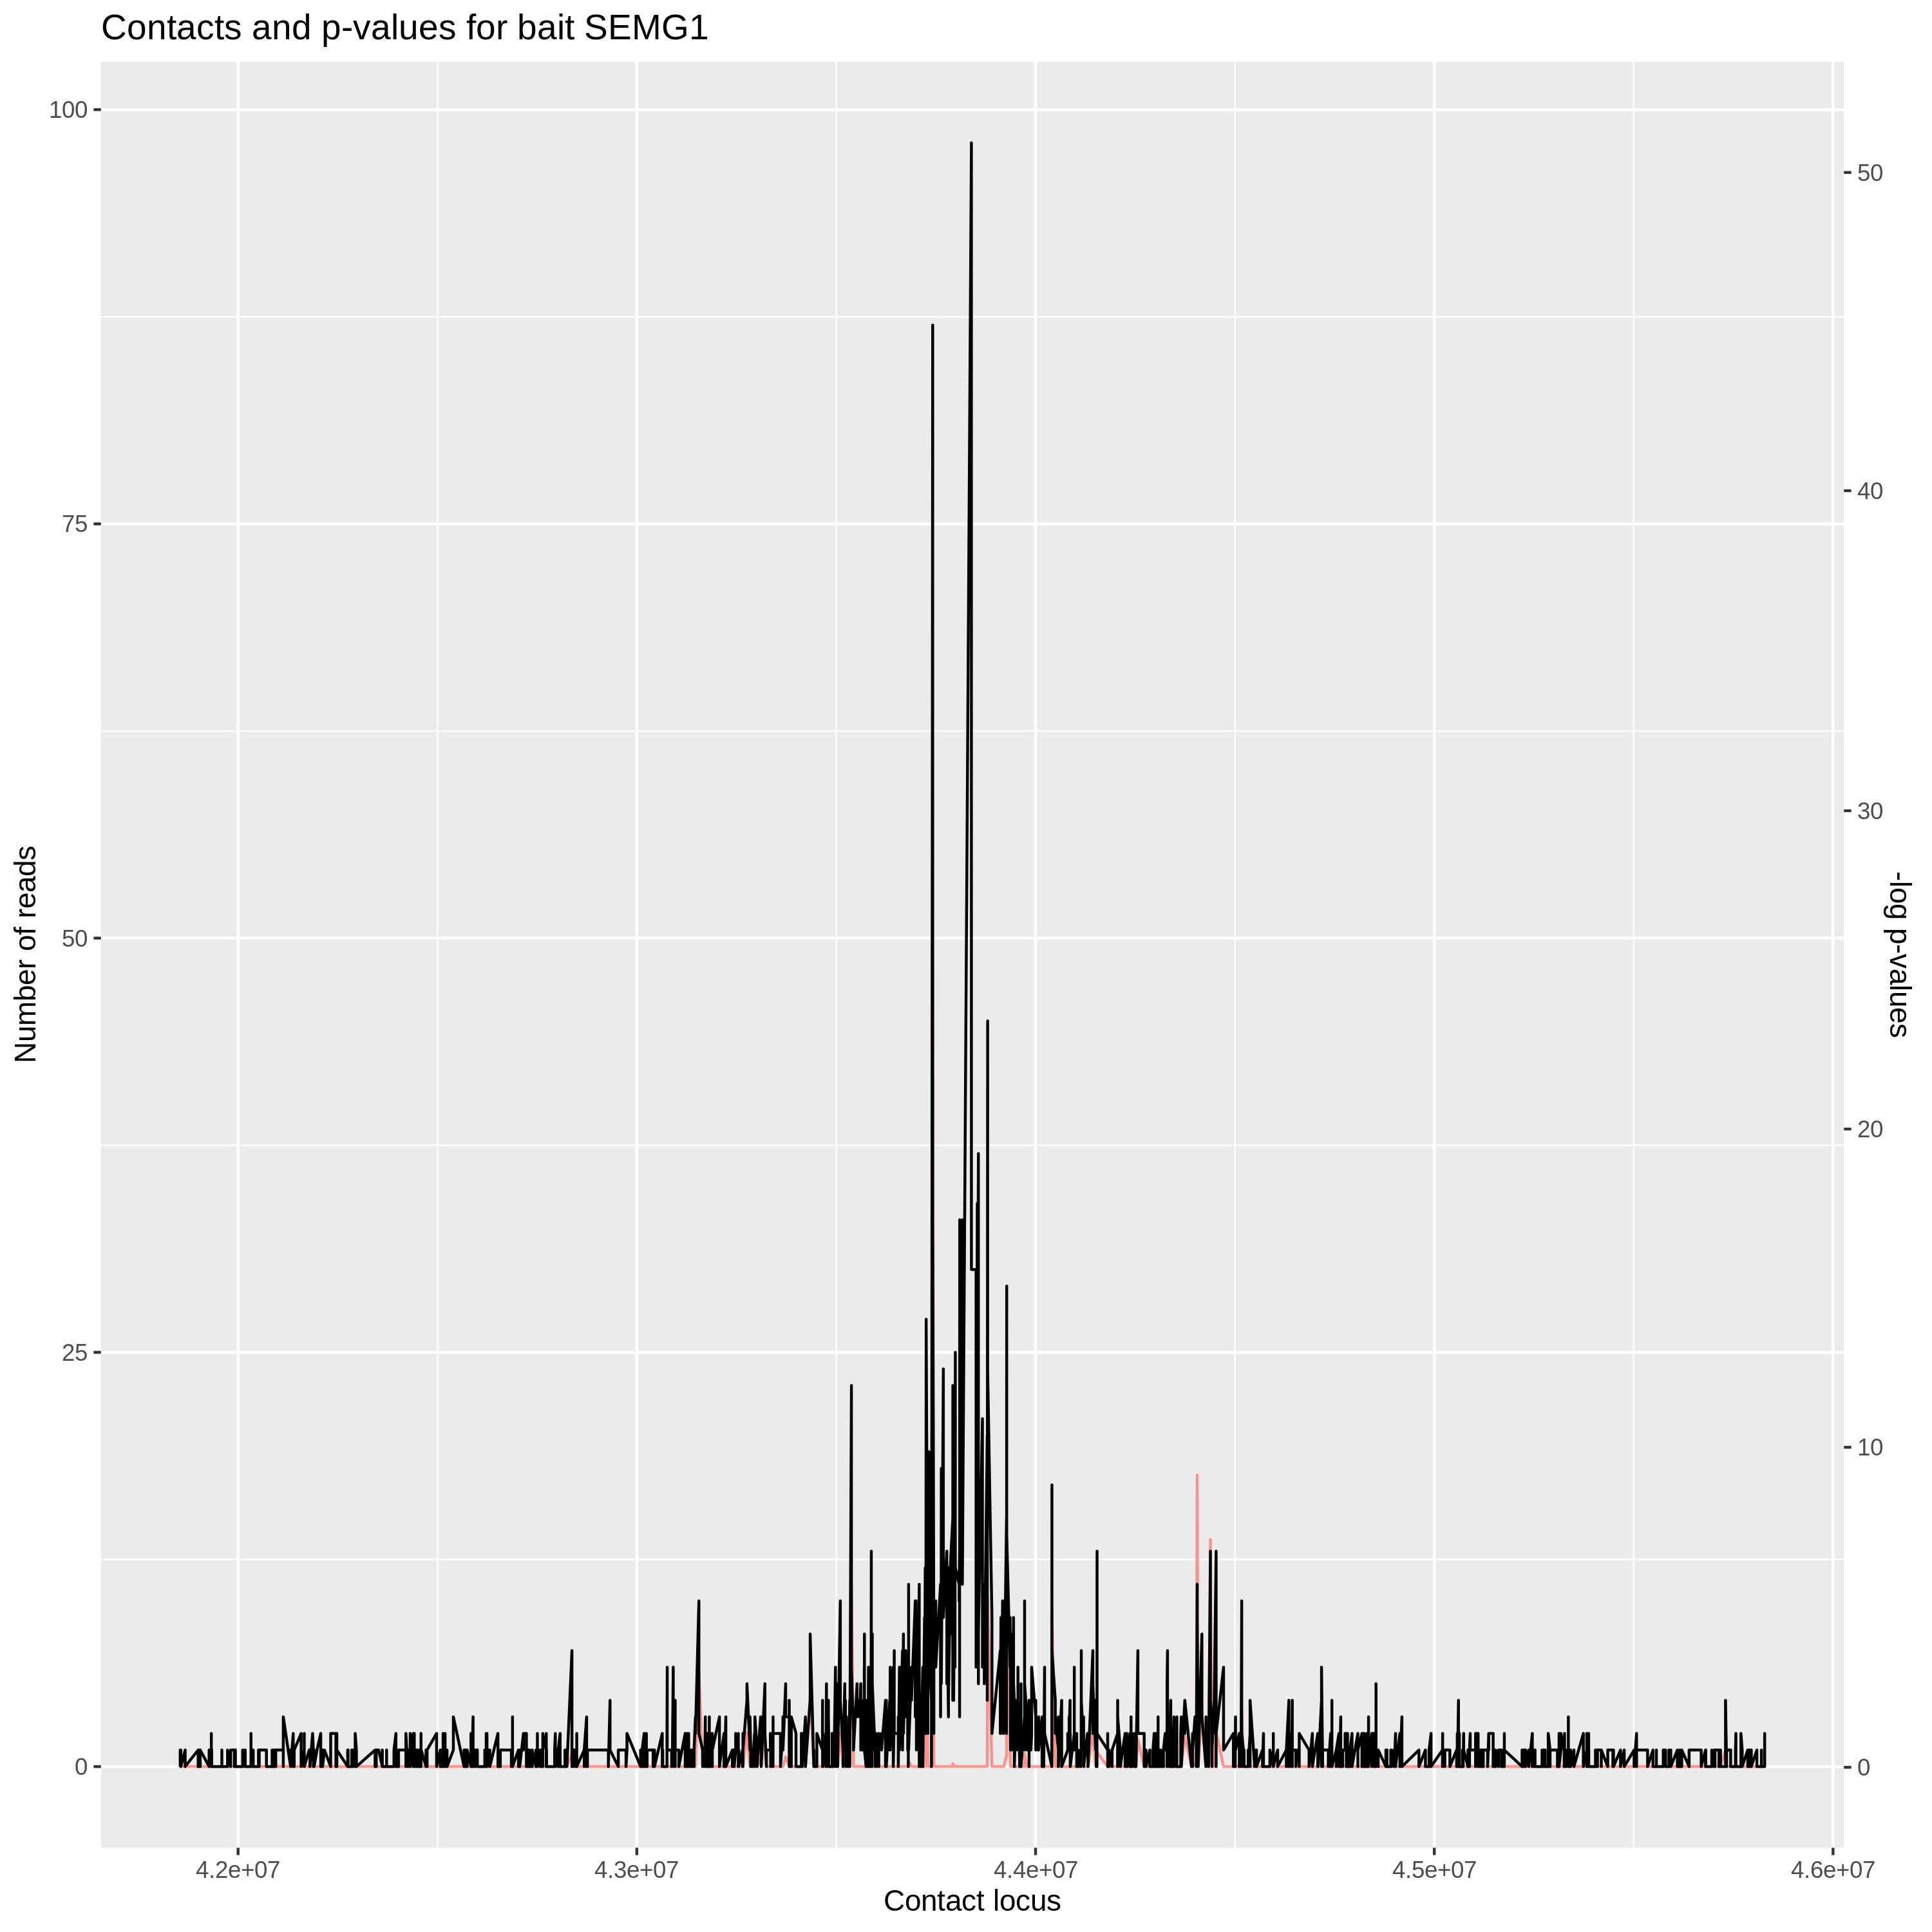 Contacts and p-values for bait SEMG1
100
75
50
25
0
Number of reads
50
40
30
20
10
0
-log p-values
4.2e+07
4.3e+07
4.4e+07
4.5e+07
4.6e+07
Contact locus